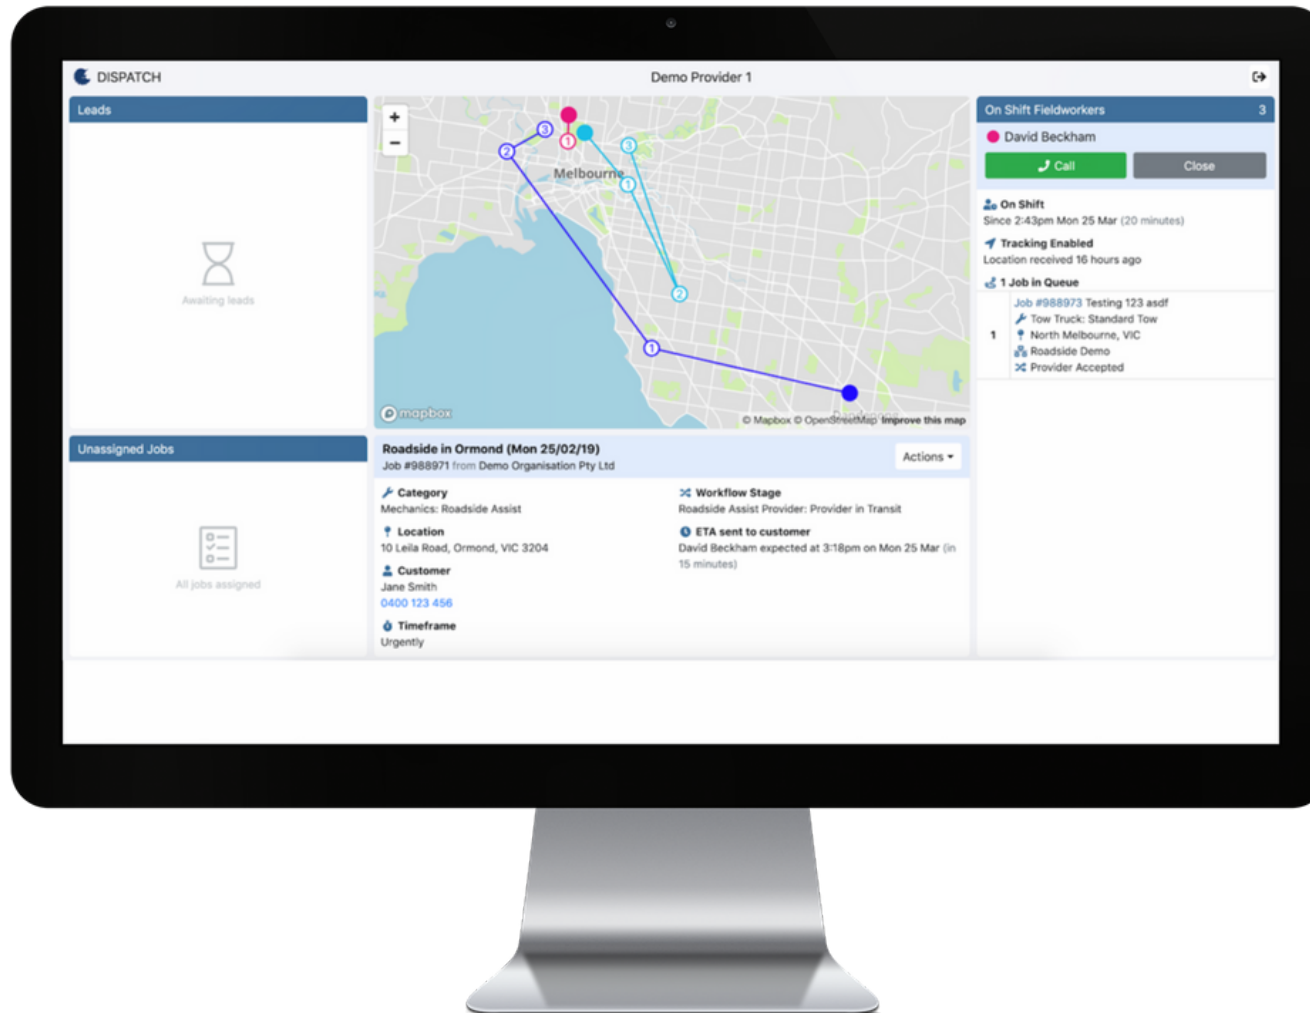 DISPATCH
Demo Provider 1
Leads
Awaiting leads
Unassigned Jobs
All jobs assigned
+
−
3
2
1
1
3
1
2
Melbourne
mapbox
© Mapbox © OpenStreetMap Improve this map
Roadside in Ormond (Mon 25/02/19)
Job #988971 from Demo Organisation Pty Ltd
Actions
Category
Mechanics: Roadside Assist
Location
10 Leila Road, Ormond, VIC 3204
Customer
Jane Smith
0400 123 456
Timeframe
Urgently
Workflow Stage
Roadside Assist Provider: Provider in Transit
ETA sent to customer
David Beckham expected at 3:18pm on Mon 25 Mar (in
15 minutes)
On Shift Fieldworkers 3
David Beckham
Call
Close
On Shift
Since 2:43pm Mon 25 Mar (20 minutes)
Tracking Enabled
Location received 16 hours ago
1 Job in Queue
Job #988973 Testing 123 asdf
Tow Truck: Standard Tow
1 North Melbourne, VIC
Roadside Demo
Provider Accepted